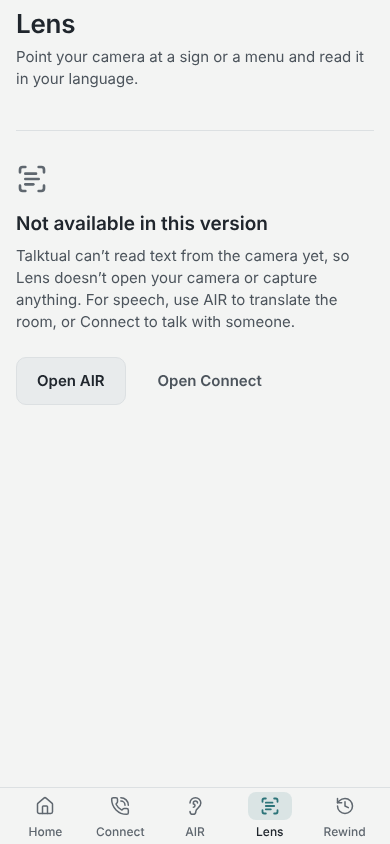 Lens
Point your camera at a sign or a menu and read it
in your language.
Not available in this version
Talktual can’t read text from the camera yet, so
Lens doesn’t open your camera or capture
anything. For speech, use AIR to translate the
room, or Connect to talk with someone.
Open AIR
Open Connect
Home
Connect
AIR
Lens
Rewind